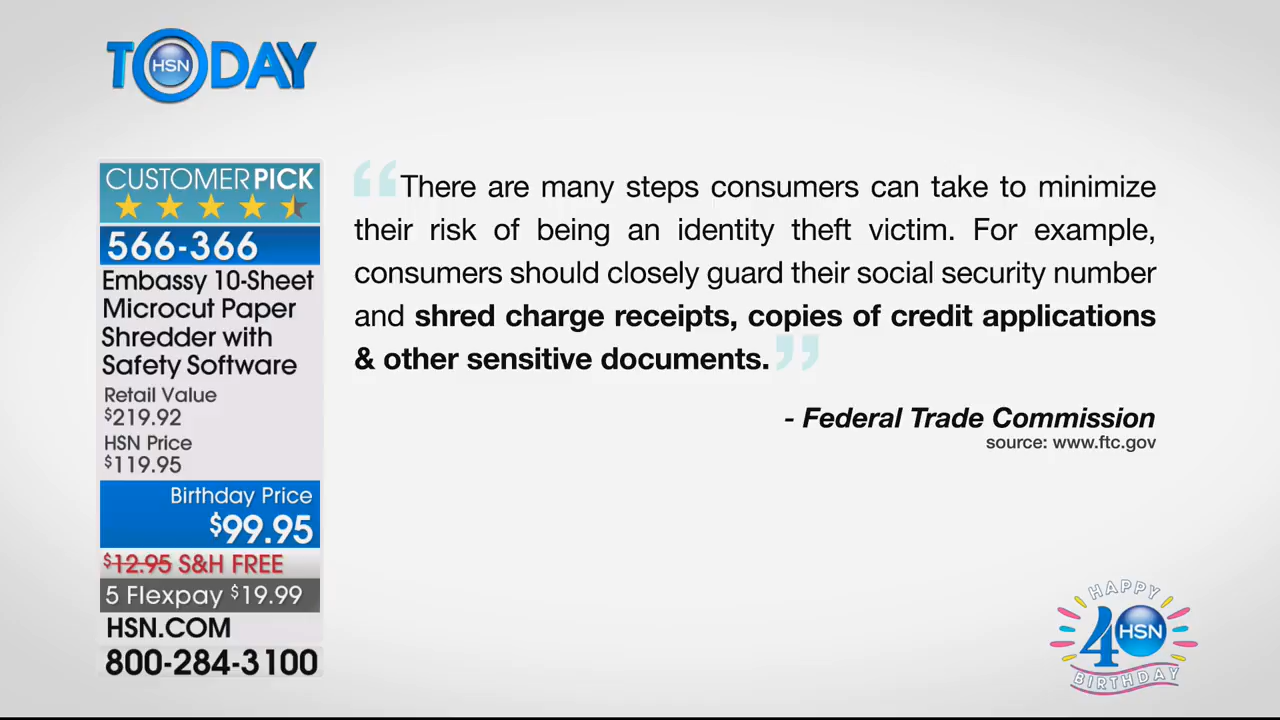 TODAY
HSN
CUSTOMERPICK
566-366
Embassy 10-Sheet
Microcut Paper
Shredder with
Safety Software
Retail Value
$219.92
HSN Price
$119.95
Birthday Price
$99.95
$12.95 S&H FREE
5 Flexpay $19.99
HSN.COM
800-284-3100
“There are many steps consumers can take to minimize
their risk of being an identity theft victim. For example,
consumers should closely guard their social security number
and shred charge receipts, copies of credit applications
& other sensitive documents.”
- Federal Trade Commission
source: www.ftc.gov
HAPPY
40 HSN
BIRTHDAY